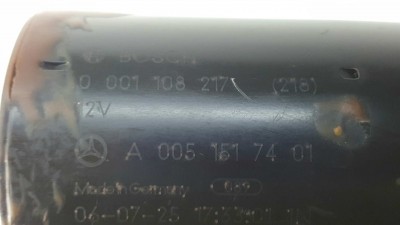 BOSCH
0 001 108 217 (218)
12V
A 005 151 74 01
Made in Germany
04-07-25